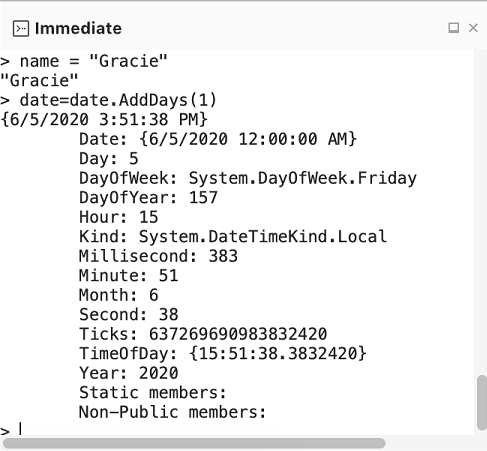 Immediate
> name = "Gracie"
"Gracie"
> date=date.AddDays(1)
{6/5/2020 3:51:38 PM}
Date: {6/5/2020 12:00:00 AM}
Day: 5
DayOfWeek: System.DayOfWeek.Friday
DayOfYear: 157
Hour: 15
Kind: System.DateTimeKind.Local
Millisecond: 383
Minute: 51
Month: 6
Second: 38
Ticks: 637269690983832420
TimeOfDay: {15:51:38.3832420}
Year: 2020
Static members:
Non-Public members:
>